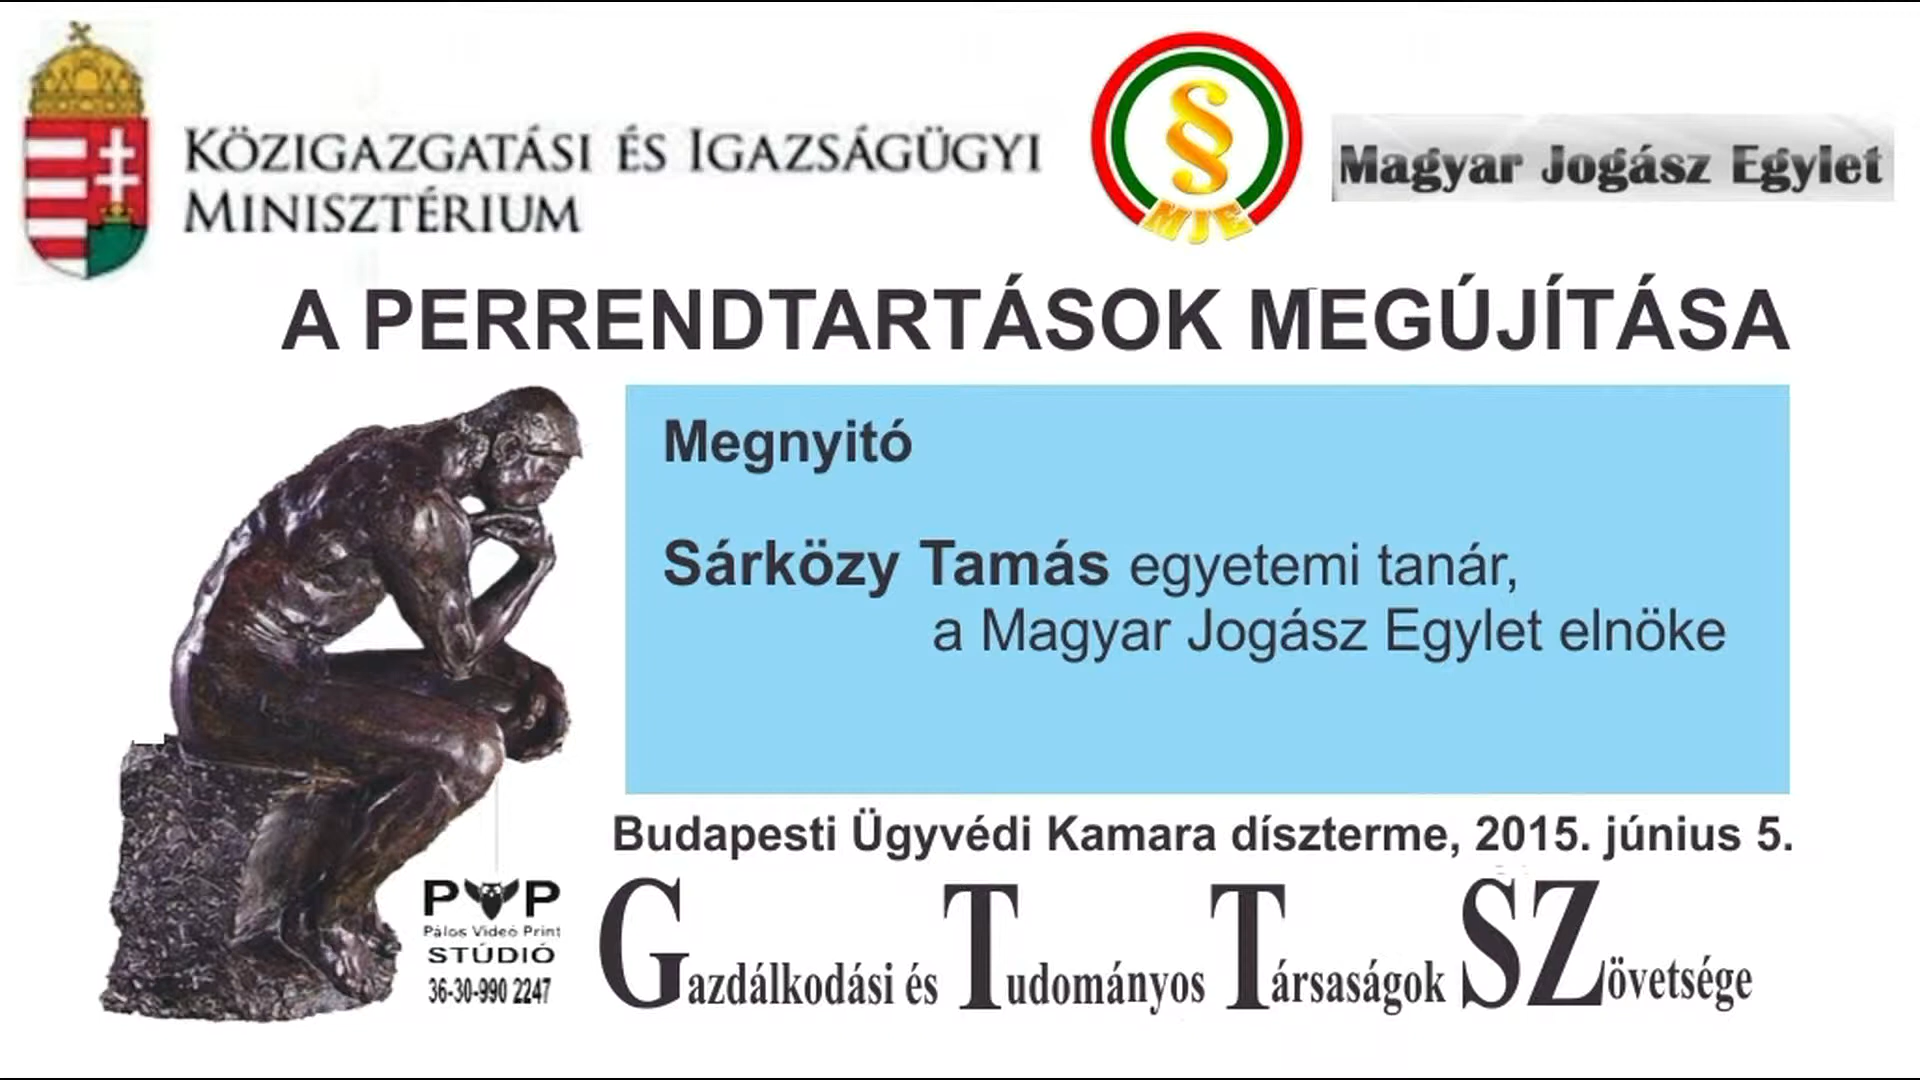 KÖZIGAZGATÁSI ÉS IGAZSÁGÜGYI
MINISZTÉRIUM
§
MJE
Magyar Jogász Egylet
A PERRENDTARTÁSOK MEGÚJÍTÁSA
Megnyitó
Sárközy Tamás egyetemi tanár,
a Magyar Jogász Egylet elnöke
Budapesti Ügyvédi Kamara díszterme, 2015. június 5.
PVP
Pálos Videó Print
STÚDIÓ
36-30-990 2247
Gazdálkodási és Tudományos Társaságok SZövetsége